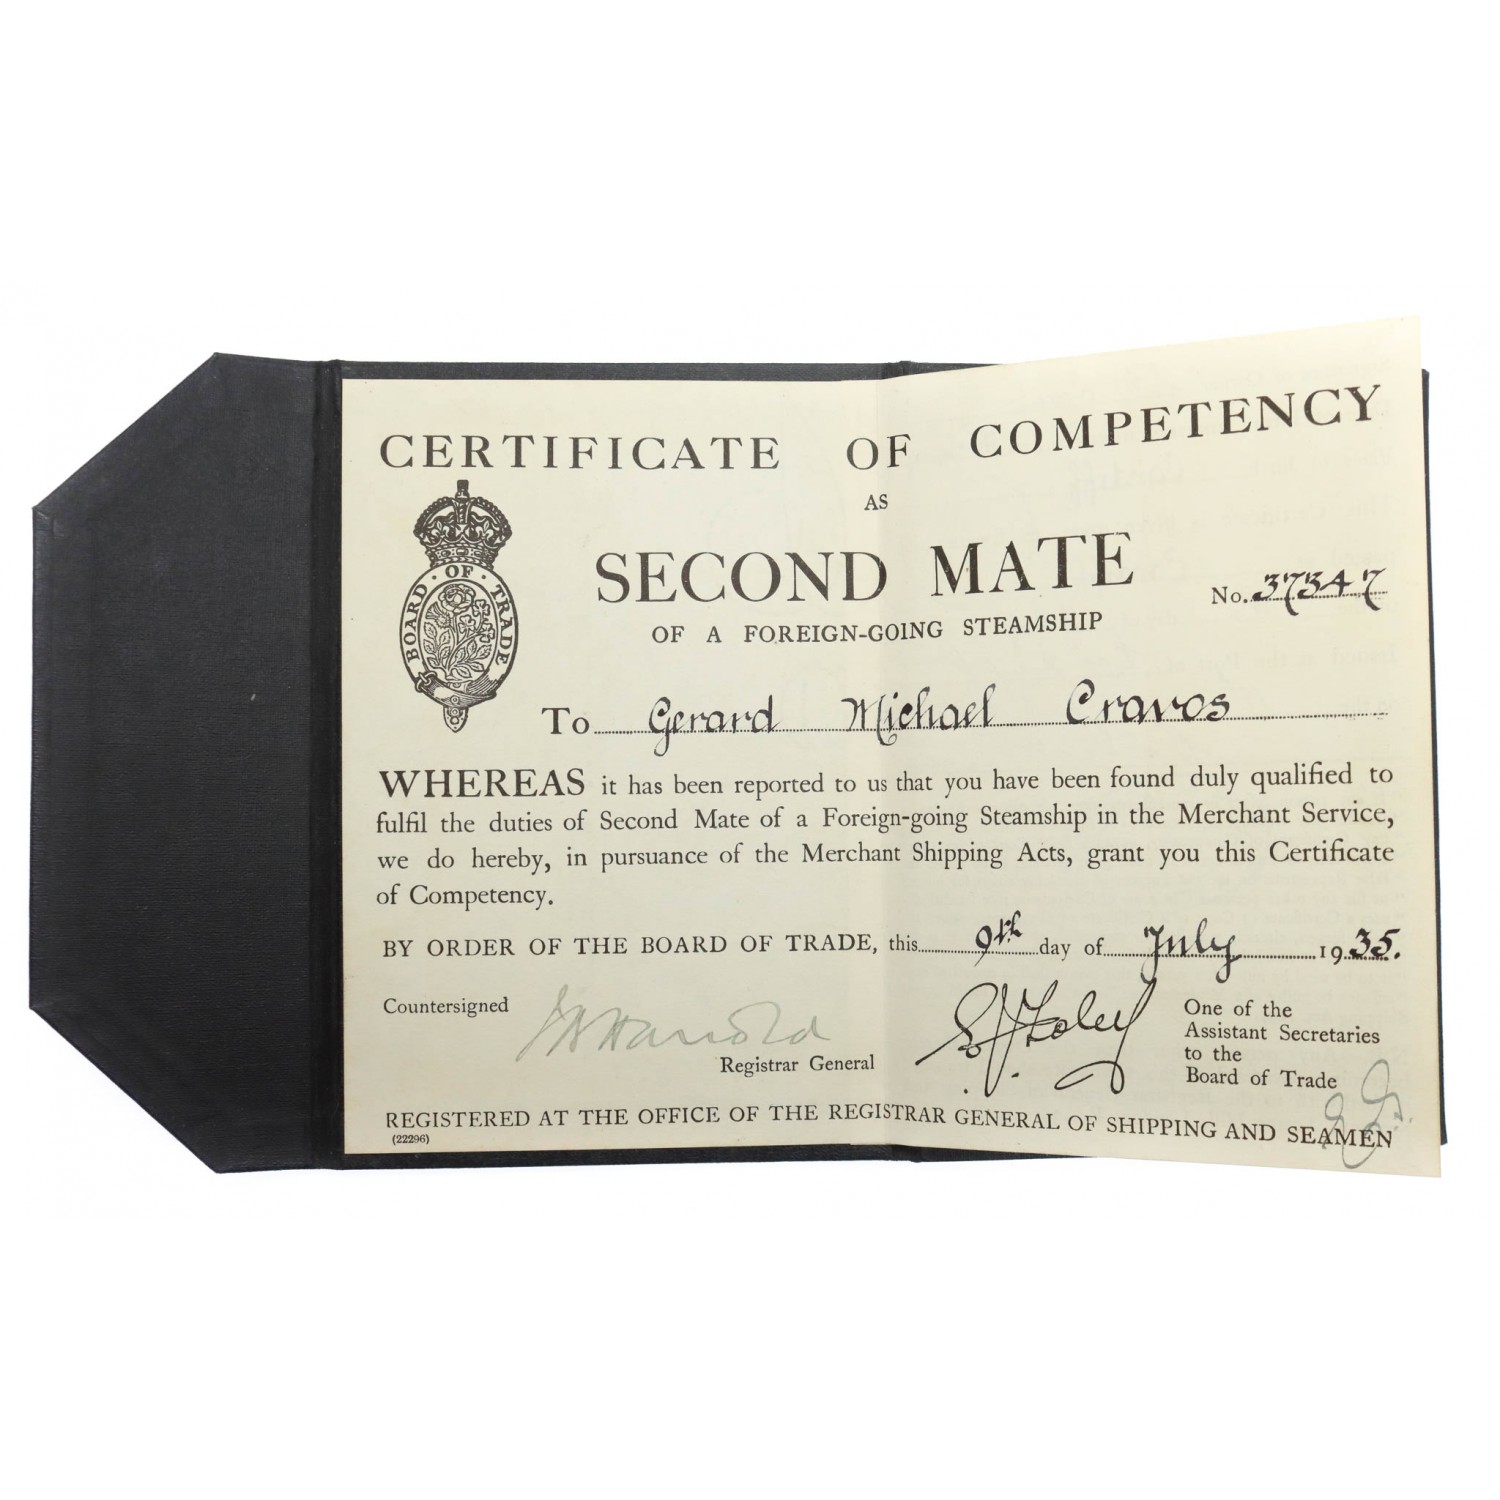 CERTIFICATE OF COMPETENCY
AS
SECOND MATE
No. 37347
OF A FOREIGN-GOING STEAMSHIP
BOARD · OF · TRADE
To Gerard Michael Cravos
WHEREAS it has been reported to us that you have been found duly qualified to
fulfil the duties of Second Mate of a Foreign-going Steamship in the Merchant Service,
we do hereby, in pursuance of the Merchant Shipping Acts, grant you this Certificate
of Competency.
BY ORDER OF THE BOARD OF TRADE, this 9th day of July 1935.
Countersigned
Registrar General
One of the
Assistant Secretaries
to the
Board of Trade
REGISTERED AT THE OFFICE OF THE REGISTRAR GENERAL OF SHIPPING AND SEAMEN
(22296)